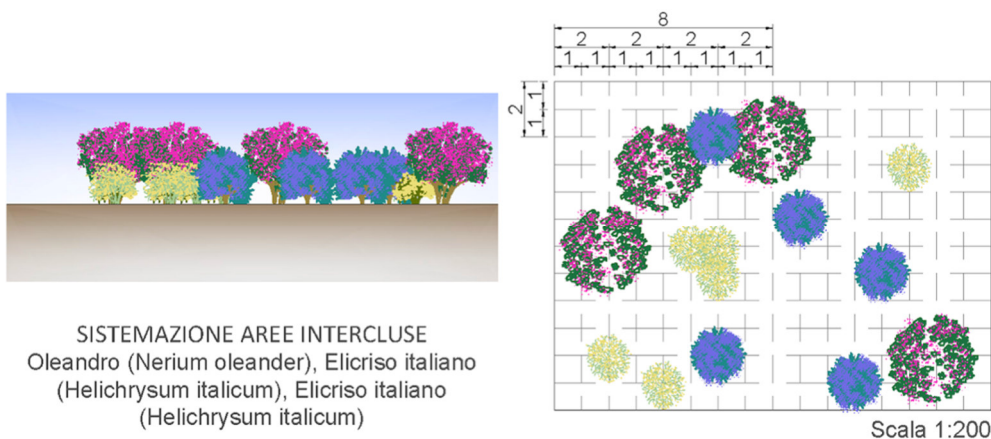 SISTEMAZIONE AREE INTERCLUSE
Oleandro (Nerium oleander), Elicriso italiano
(Helichrysum italicum), Elicriso italiano
(Helichrysum italicum)
8
2 2 2 2
1 1 1 1 1 1 1 1
2
1
1
Scala 1:200